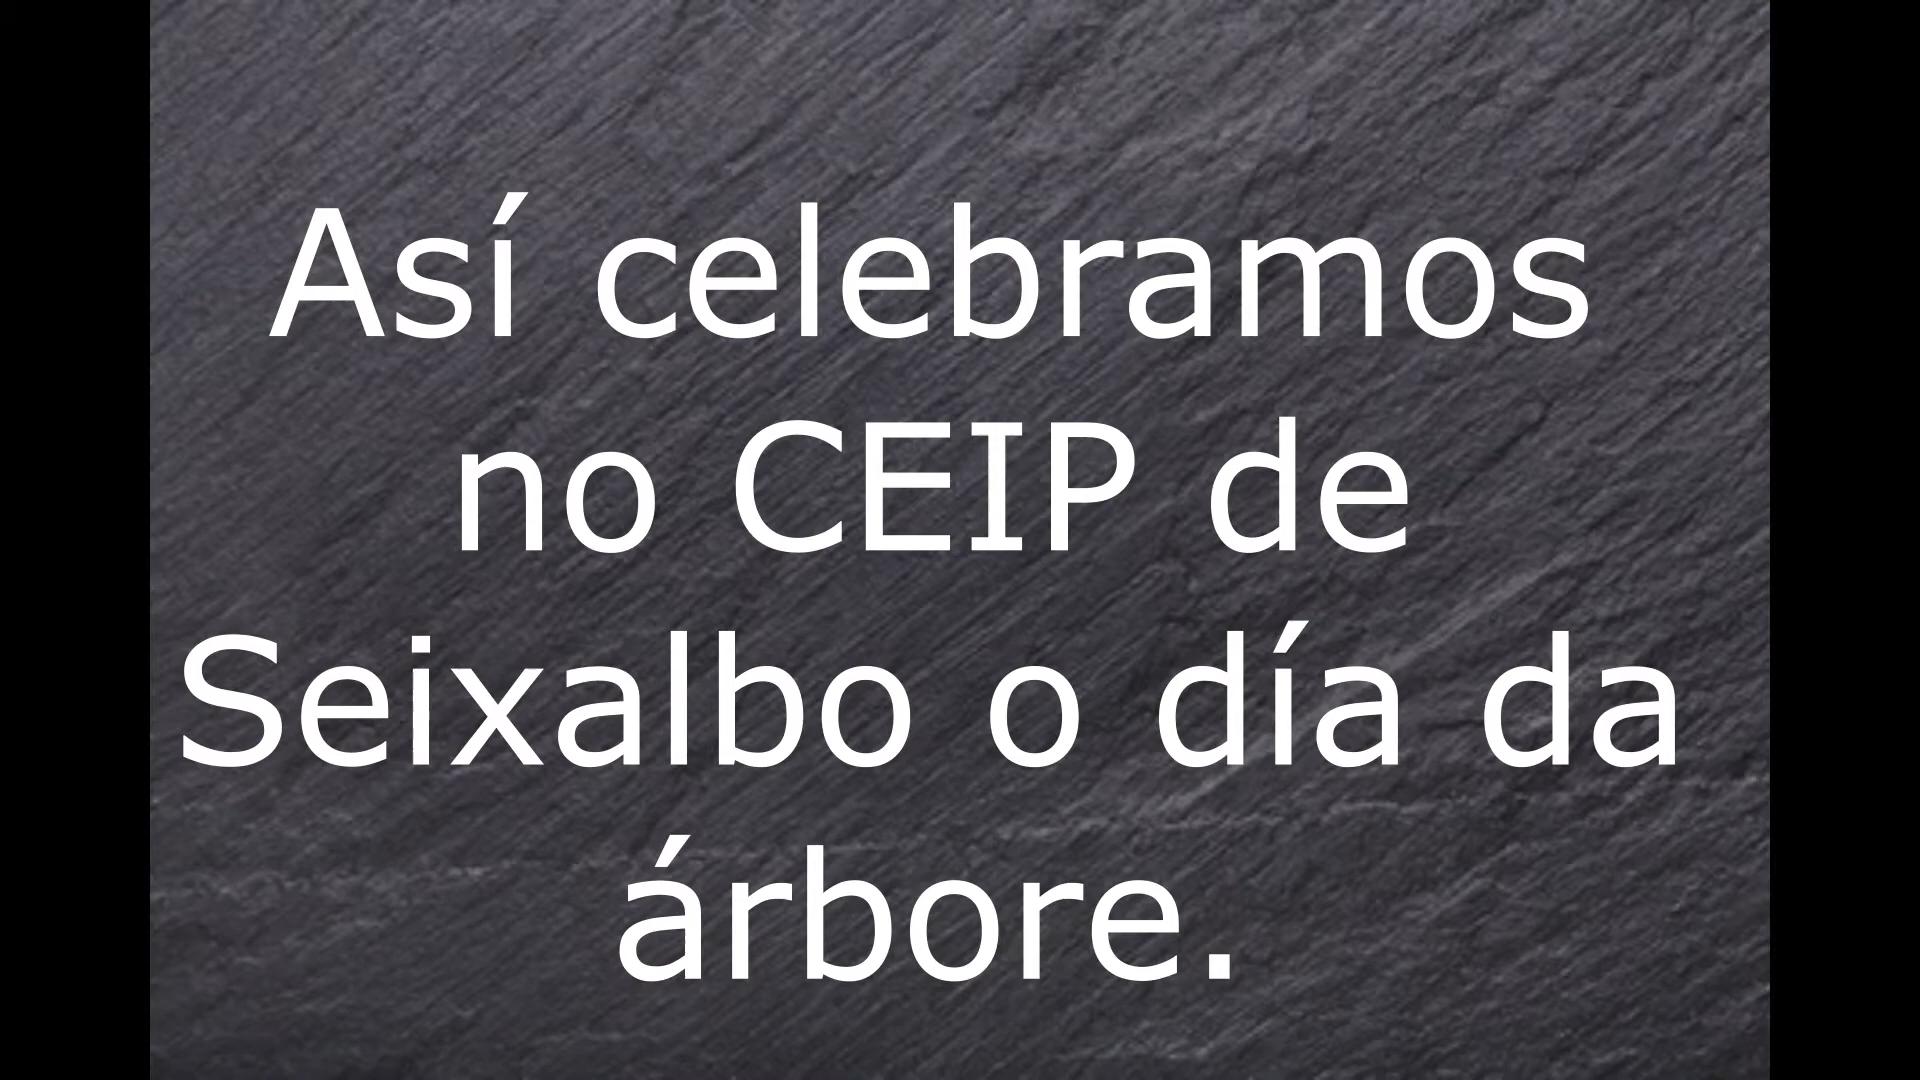 Así celebramos
no CEIP de
Seixalbo o día da
árbore.